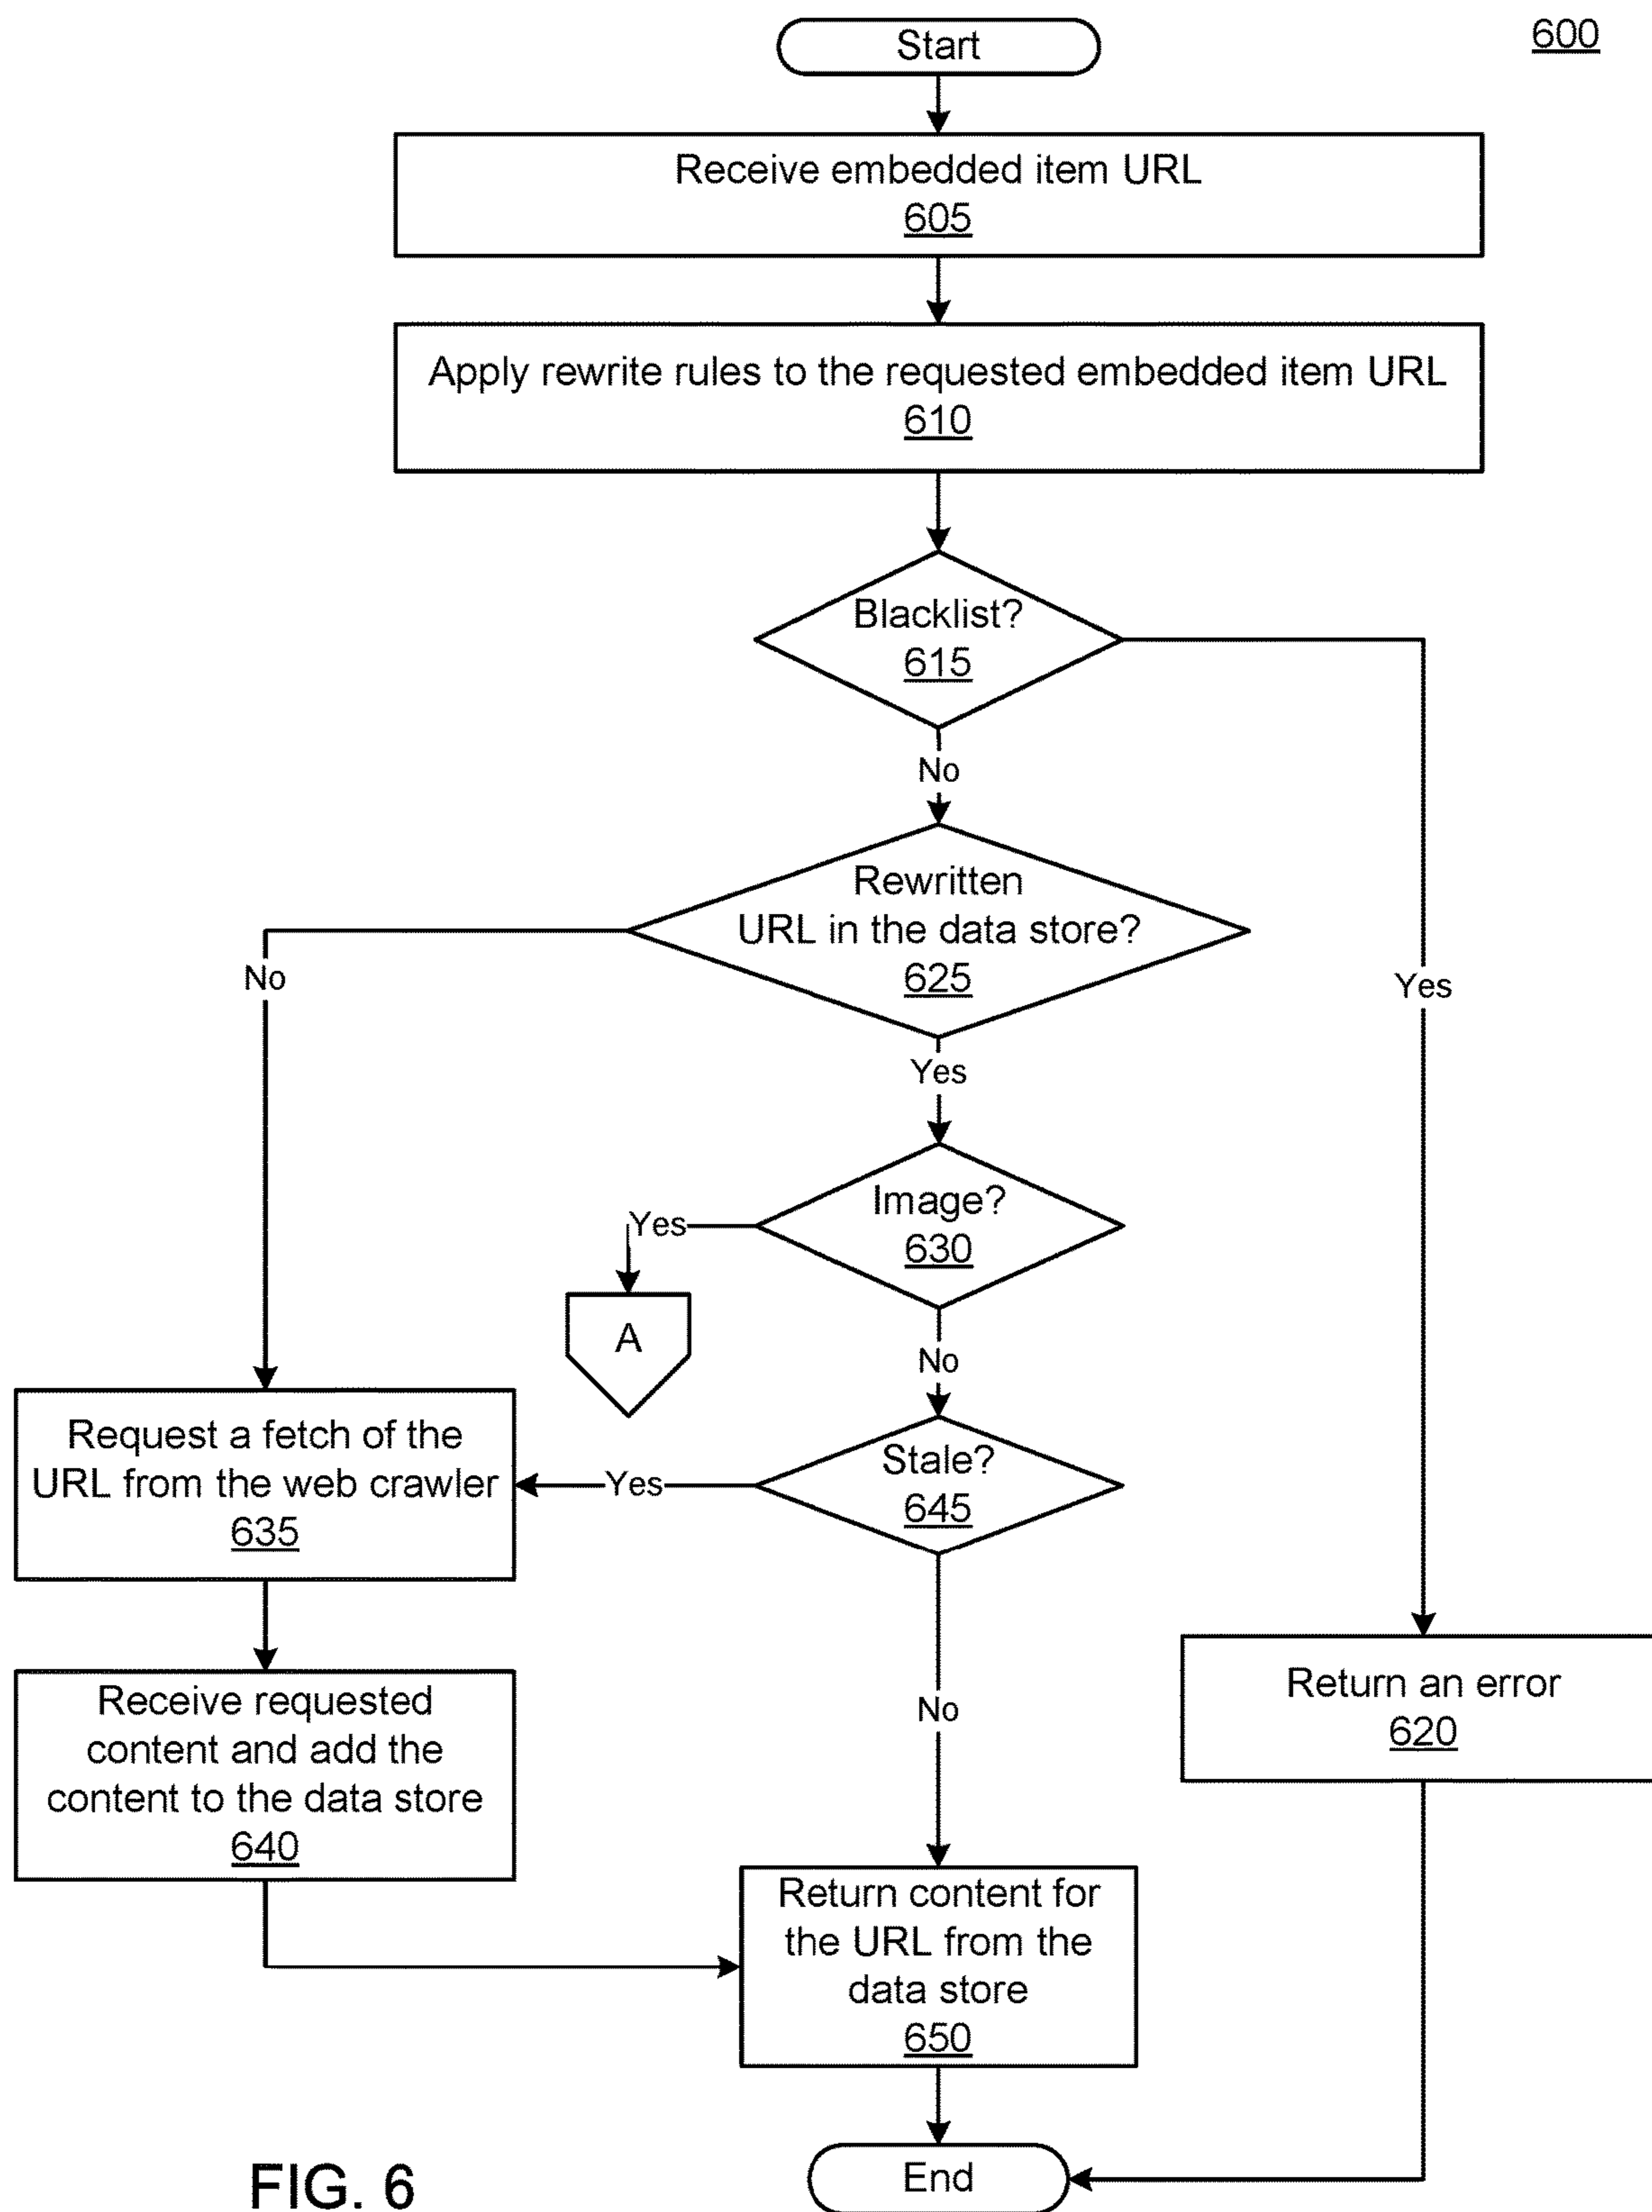 600
Start
Receive embedded item URL
605
Apply rewrite rules to the requested embedded item URL
610
Blacklist?
615
No
Rewritten
URL in the data store?
625
No
Yes
Yes
Image?
630
Yes
A
No
Request a fetch of the
URL from the web crawler
635
Yes
Stale?
645
Receive requested
content and add the
content to the data store
640
No
Return an error
620
Return content for
the URL from the
data store
650
End
FIG. 6